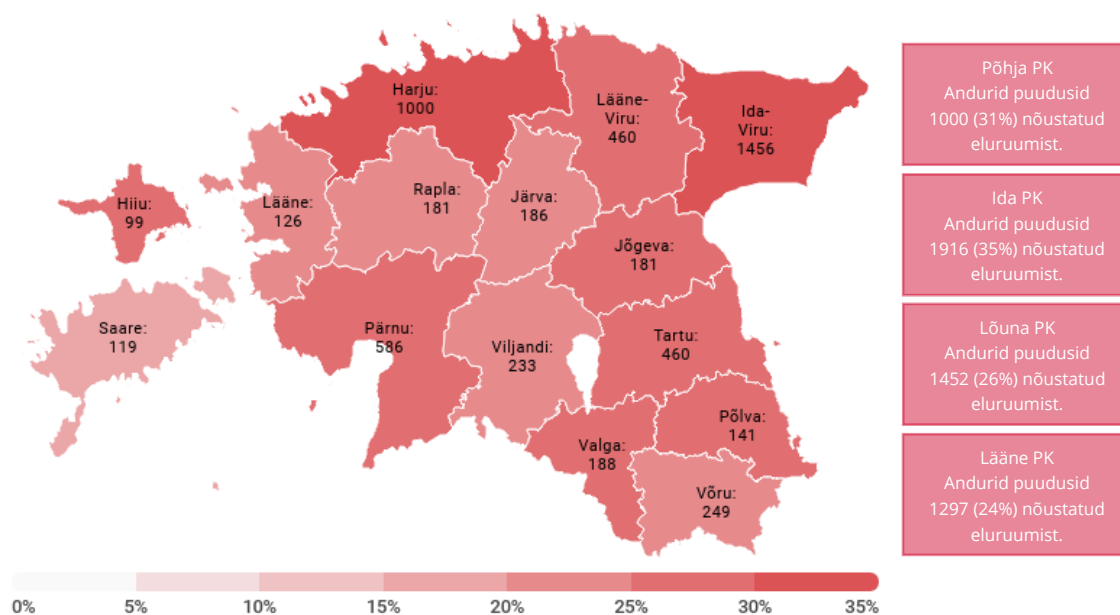 Harju:
1000
Lääne-
Viru:
460
Ida-
Viru:
1456
Hiiu:
99
Lääne:
126
Rapla:
181
Järva:
186
Jõgeva:
181
Saare:
119
Pärnu:
586
Viljandi:
233
Tartu:
460
Põlva:
141
Valga:
188
Võru:
249
Põhja PK
Andurid puudusid
1000 (31%) nõustatud
eluruumist.
Ida PK
Andurid puudusid
1916 (35%) nõustatud
eluruumist.
Lõuna PK
Andurid puudusid
1452 (26%) nõustatud
eluruumist.
Lääne PK
Andurid puudusid
1297 (24%) nõustatud
eluruumist.
0% 5% 10% 15% 20% 25% 30% 35%